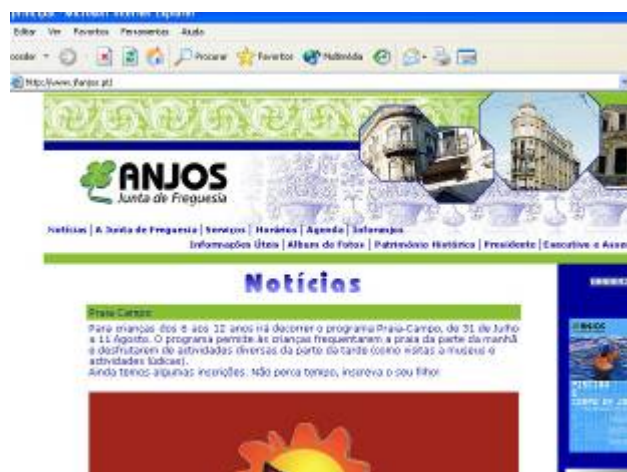 Editar Ver Favoritos Ferramentas Ajuda
Procurar Favoritos Multimédia
http://www.jfanjos.pt/
ANJOS
Junta de Freguesia
Notícias | A Junta de Freguesia | Serviços | Horários | Agenda | Inforanjos
Informações Úteis | Álbum de Fotos | Património Histórico | Presidente | Executivo e Asse
Notícias
Praia Campo
Para crianças dos 6 aos 12 anos irá decorrer o programa Praia-Campo, de 31 de Julho
a 11 Agosto. O programa permite às crianças frequentarem a praia da parte da manhã
e desfrutarem de actividades diversas da parte da tarde (como visitas a museus e
actividades lúdicas).
Ainda temos algumas inscrições. Não perca tempo, inscreva o seu filho!
ANJOS